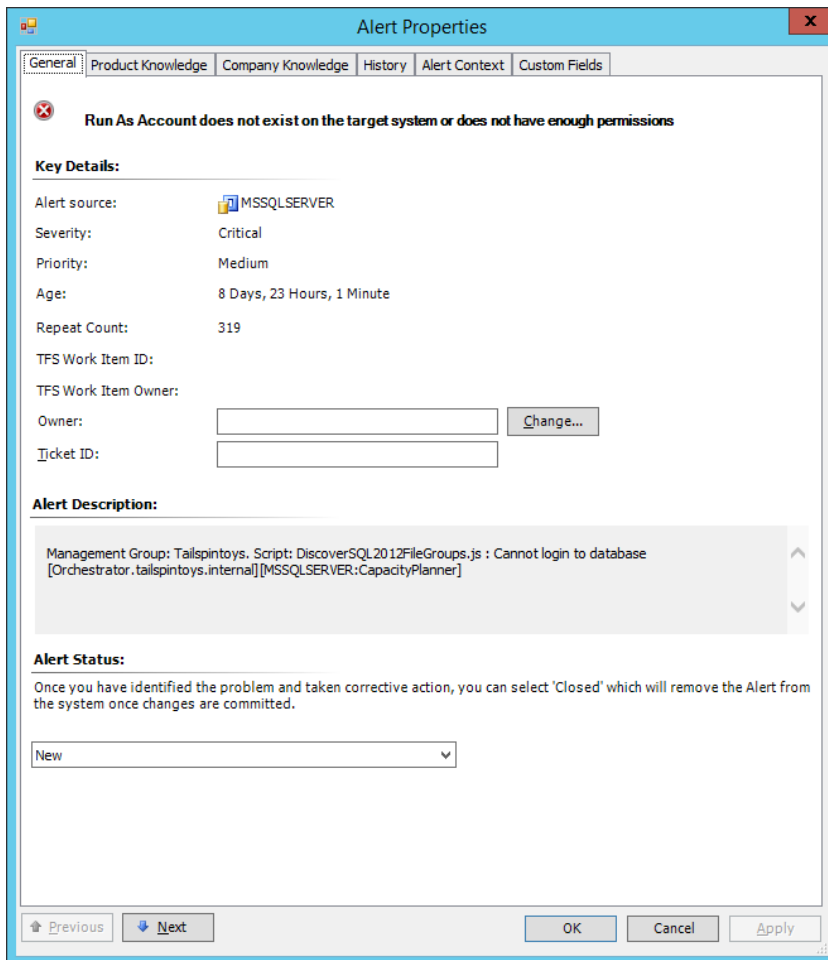 Alert Properties
x
General Product Knowledge Company Knowledge History Alert Context Custom Fields
Run As Account does not exist on the target system or does not have enough permissions
Key Details:
Alert source: MSSQLSERVER
Severity: Critical
Priority: Medium
Age: 8 Days, 23 Hours, 1 Minute
Repeat Count: 319
TFS Work Item ID:
TFS Work Item Owner:
Owner: Change...
Ticket ID:
Alert Description:
Management Group: Tailspintoys. Script: DiscoverSQL2012FileGroups.js : Cannot login to database
[Orchestrator.tailspintoys.internal][MSSQLSERVER:CapacityPlanner]
Alert Status:
Once you have identified the problem and taken corrective action, you can select 'Closed' which will remove the Alert from
the system once changes are committed.
New
Previous Next OK Cancel Apply